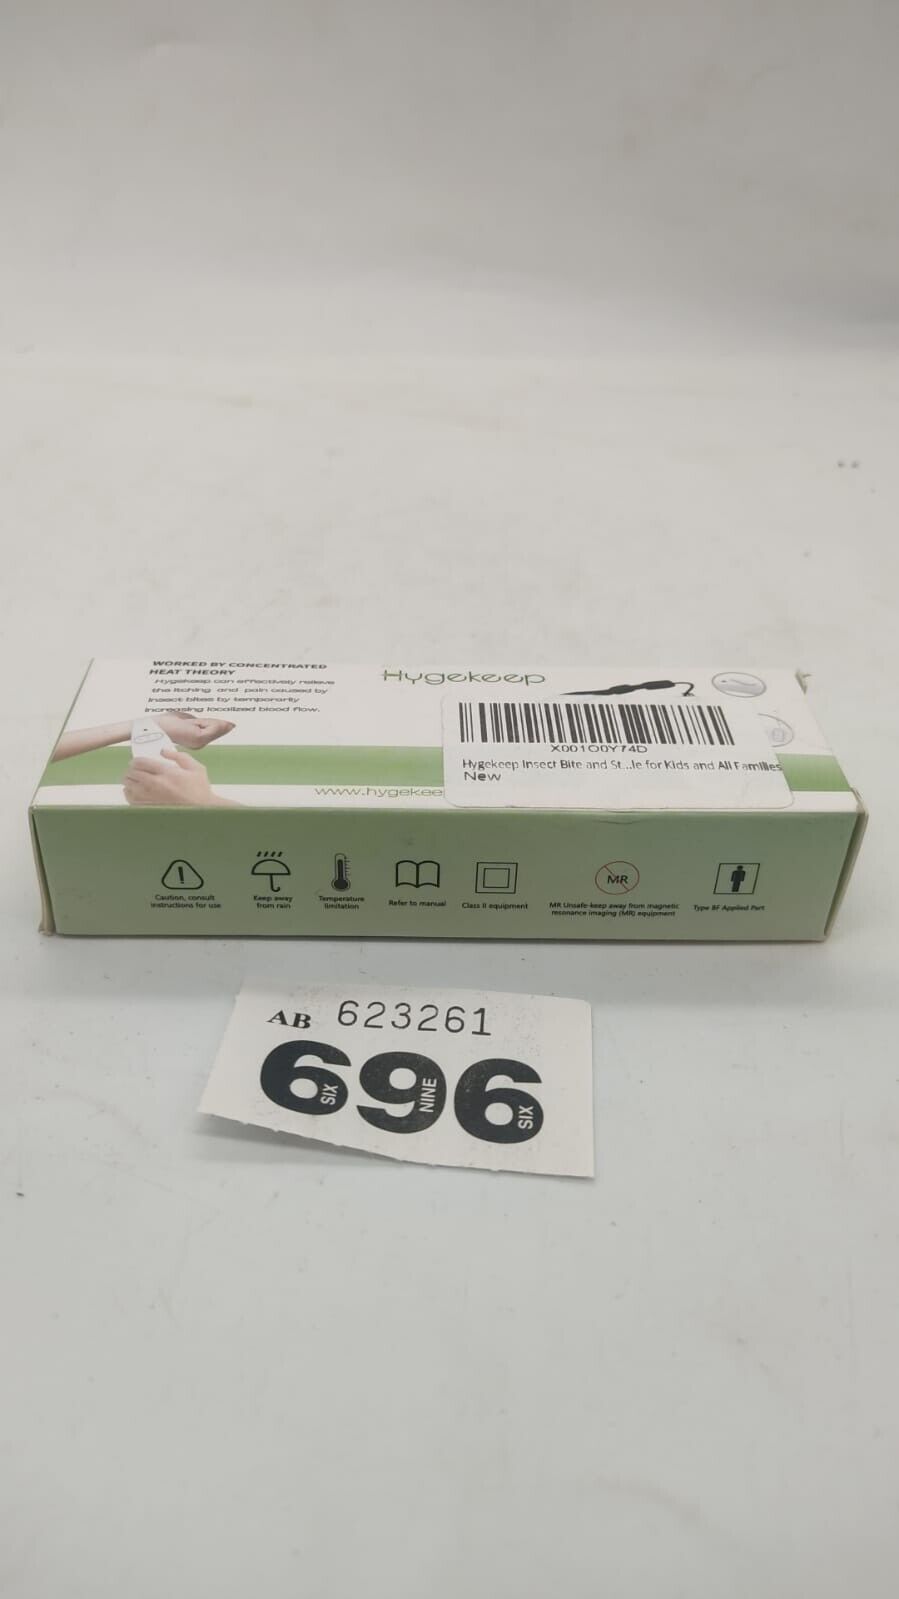 WORKED BY CONCENTRATED
HEAT THEORY
Hygekeep can effectively relieve
the itching and pain caused by
insect bites by temporarily
increasing localized blood flow.
Hygekeep
www.hygekee
X001O0Y74D
Hygekeep Insect Bite and St...le for Kids and All Families
New
Caution, consult
instructions for use
Keep away
from rain
Temperature
limitation
Refer to manual
Class II equipment
MR
MR Unsafe-keep away from magnetic
resonance imaging (MR) equipment
Type BF Applied Part
AB 623261
696
SIX NINE SIX